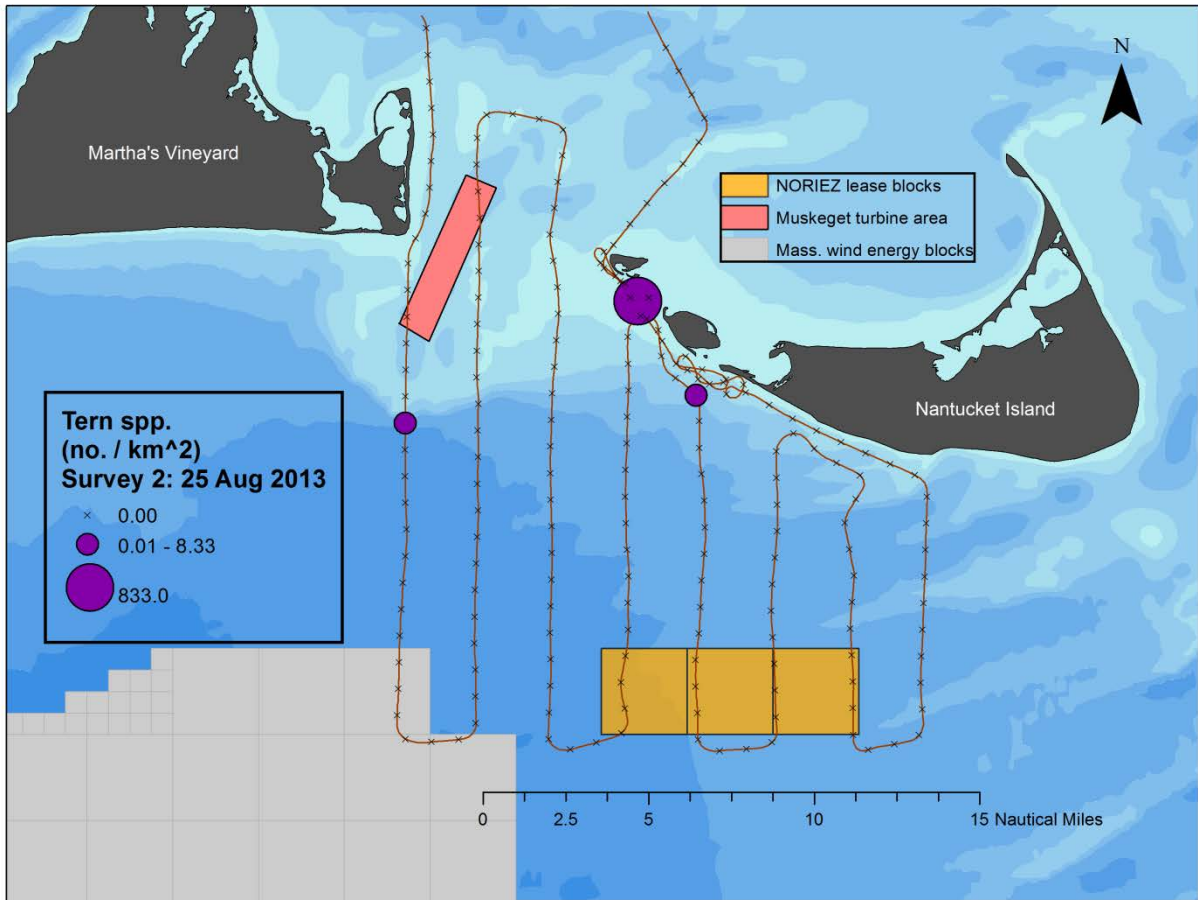 N
Martha's Vineyard
NORIEZ lease blocks
Muskeget turbine area
Mass. wind energy blocks
Nantucket Island
Tern spp.
(no. / km^2)
Survey 2: 25 Aug 2013
0.00
0.01 - 8.33
833.0
0 2.5 5 10 15 Nautical Miles